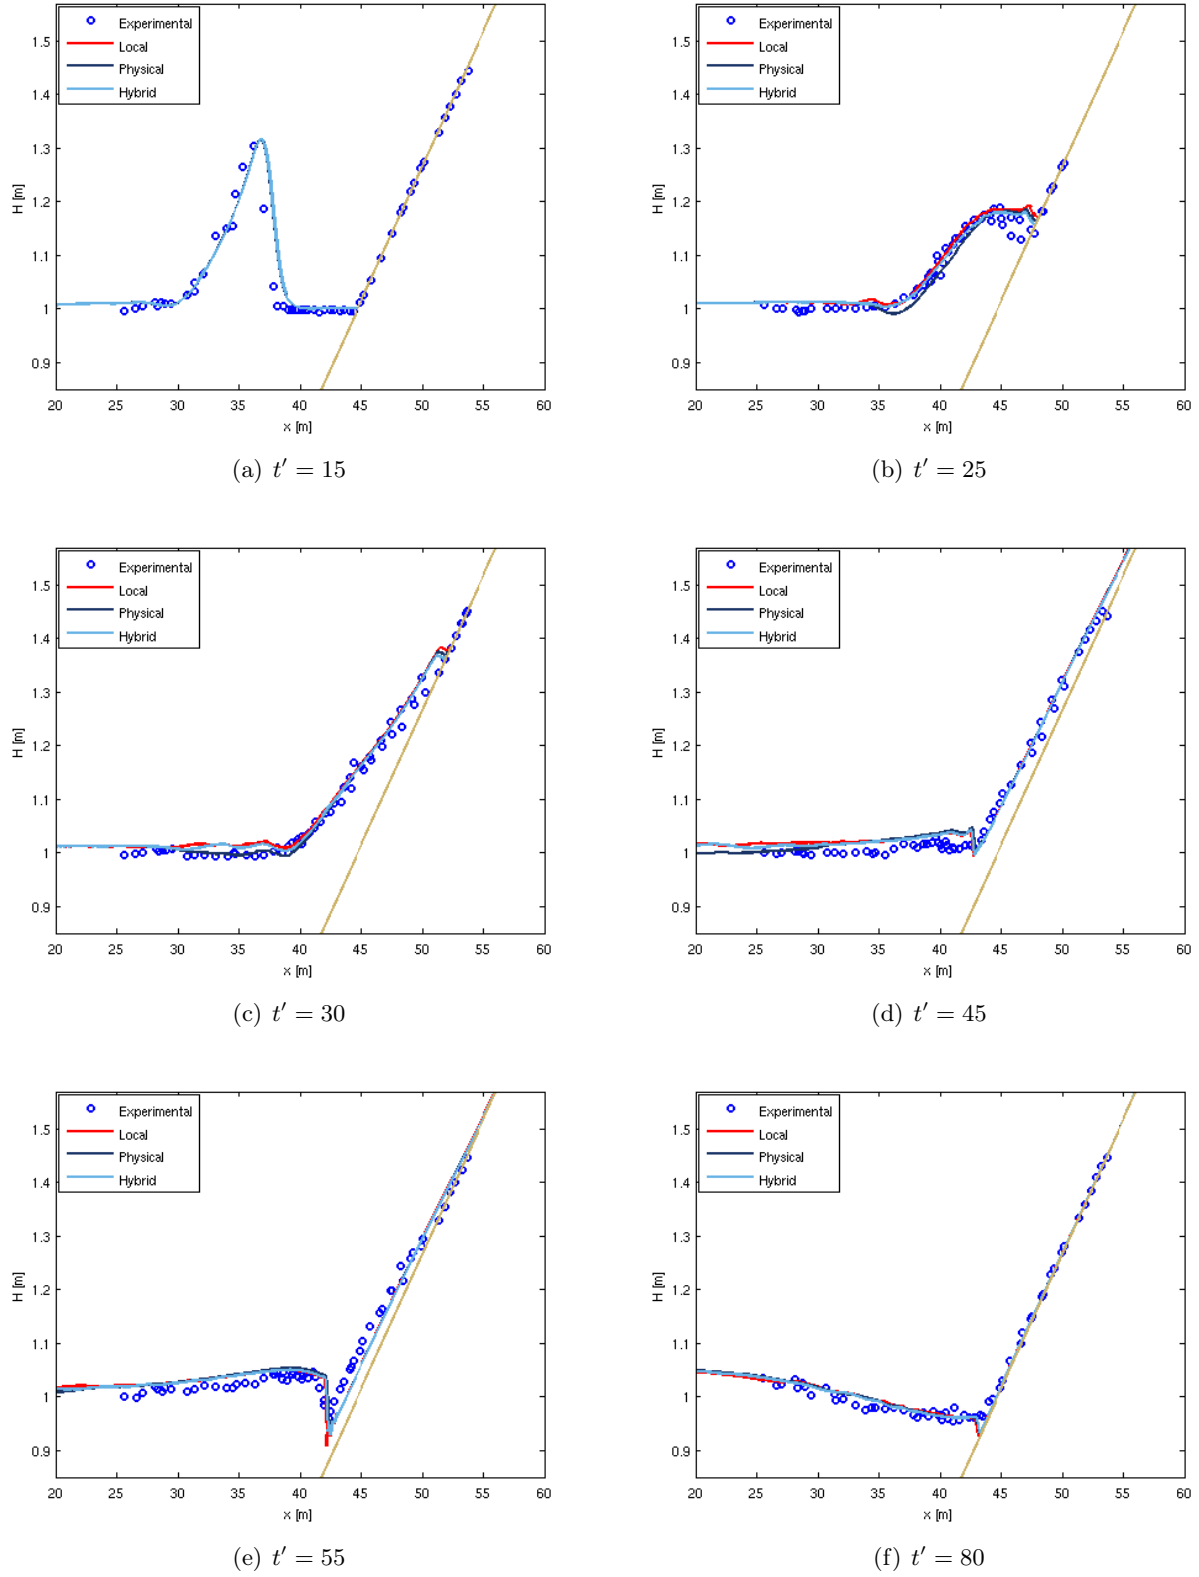 Experimental
Local
Physical
Hybrid
1.5
1.4
1.3
1.2
1.1
1
0.9
H [m]
20 25 30 35 40 45 50 55 60
x [m]
(a) t′ = 15
Experimental
Local
Physical
Hybrid
1.5
1.4
1.3
1.2
1.1
1
0.9
H [m]
20 25 30 35 40 45 50 55 60
x [m]
(b) t′ = 25
Experimental
Local
Physical
Hybrid
1.5
1.4
1.3
1.2
1.1
1
0.9
H [m]
20 25 30 35 40 45 50 55 60
x [m]
(c) t′ = 30
Experimental
Local
Physical
Hybrid
1.5
1.4
1.3
1.2
1.1
1
0.9
H [m]
20 25 30 35 40 45 50 55 60
x [m]
(d) t′ = 45
Experimental
Local
Physical
Hybrid
1.5
1.4
1.3
1.2
1.1
1
0.9
H [m]
20 25 30 35 40 45 50 55 60
x [m]
(e) t′ = 55
Experimental
Local
Physical
Hybrid
1.5
1.4
1.3
1.2
1.1
1
0.9
H [m]
20 25 30 35 40 45 50 55 60
x [m]
(f) t′ = 80